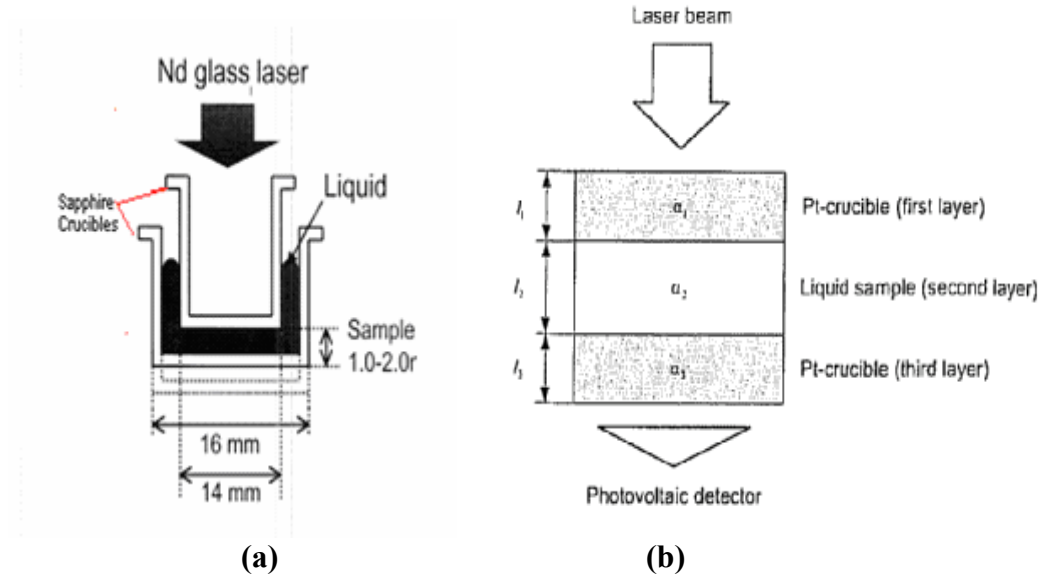 Nd glass laser
Sapphire
Crucibles
Liquid
Sample
1.0-2.0r
16 mm
14 mm
(a)
Laser beam
l₁
α₁
Pt-crucible (first layer)
l₂
α₂
Liquid sample (second layer)
l₃
α₃
Pt-crucible (third layer)
Photovoltaic detector
(b)